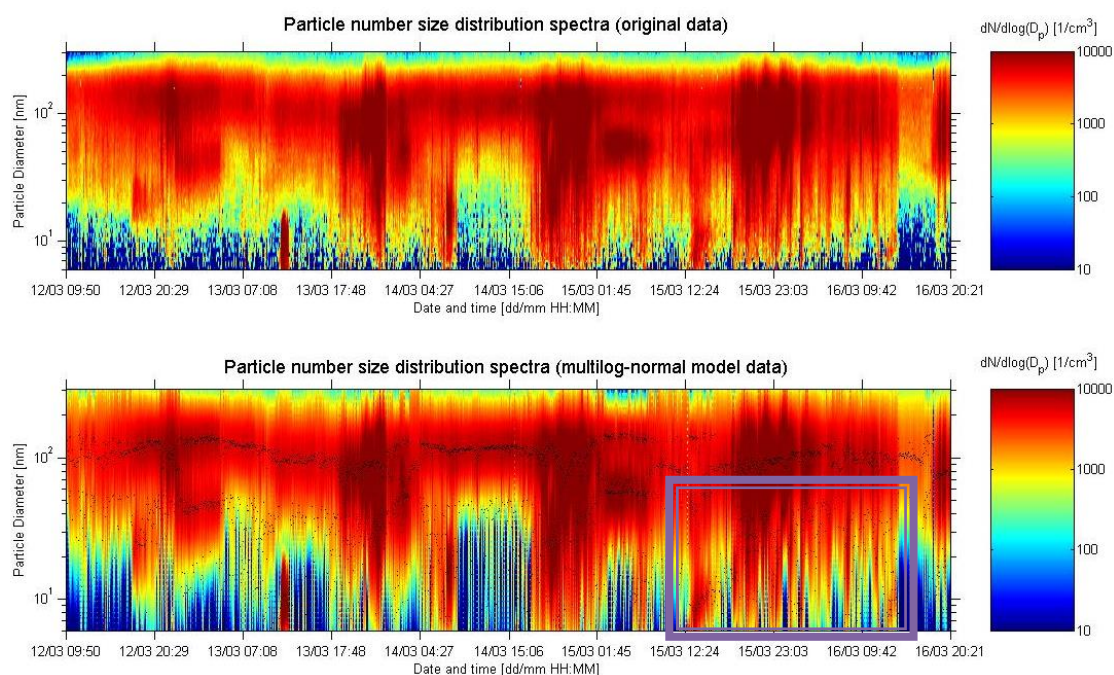 Particle number size distribution spectra (original data)
dN/dlog(Dp) [1/cm3]
Particle Diameter [nm]
10²
10¹
10000
1000
100
10
12/03 09:50 12/03 20:29 13/03 07:08 13/03 17:48 14/03 04:27 14/03 15:06 15/03 01:45 15/03 12:24 15/03 23:03 16/03 09:42 16/03 20:21
Date and time [dd/mm HH:MM]
Particle number size distribution spectra (multilog-normal model data)
dN/dlog(Dp) [1/cm3]
Particle Diameter [nm]
10²
10¹
10000
1000
100
10
12/03 09:50 12/03 20:29 13/03 07:08 13/03 17:48 14/03 04:27 14/03 15:06 15/03 01:45 15/03 12:24 15/03 23:03 16/03 09:42 16/03 20:21
Date and time [dd/mm HH:MM]